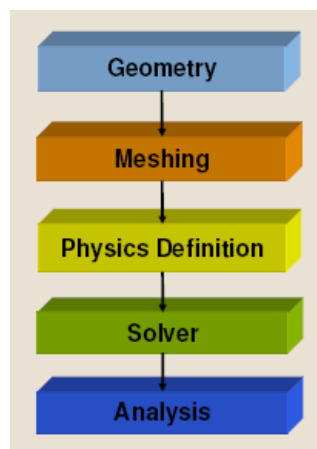 Geometry
Meshing
Physics Definition
Solver
Analysis